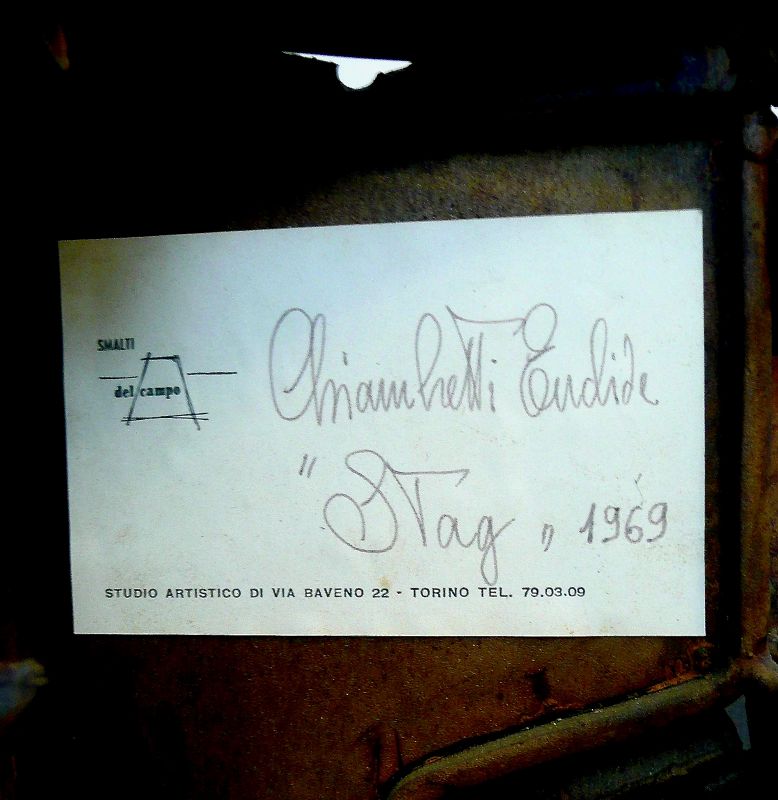 SMALTI
del campo
Chiambretti Euclide
"STag" 1969
STUDIO ARTISTICO DI VIA BAVENO 22 - TORINO TEL. 79.03.09